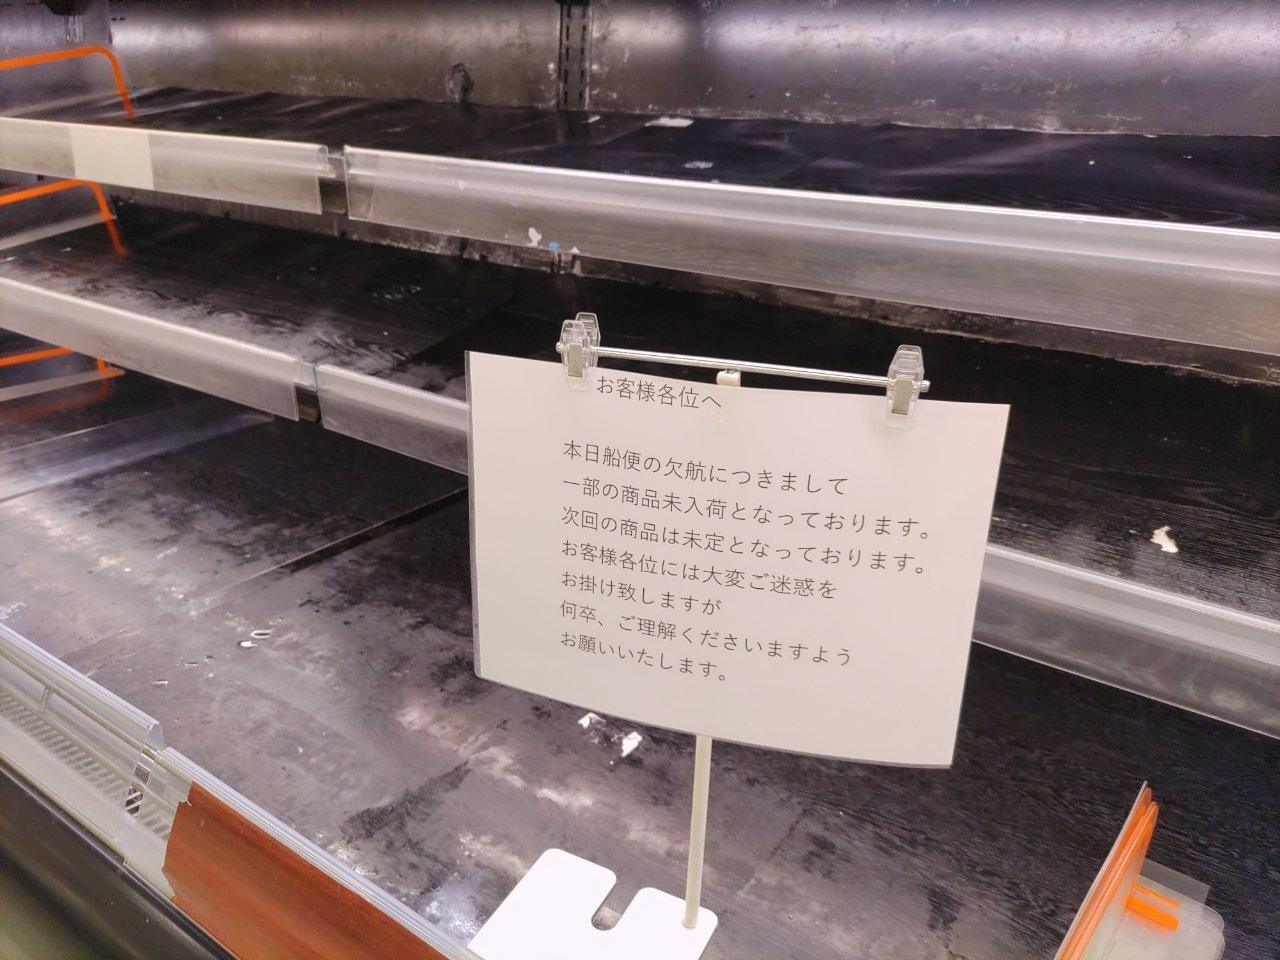 お客様各位へ
本日船便の欠航につきまして
一部の商品未入荷となっております。
次回の商品は未定となっております。
お客様各位には大変ご迷惑を
お掛け致しますが
何卒、ご理解くださいますよう
お願いいたします。